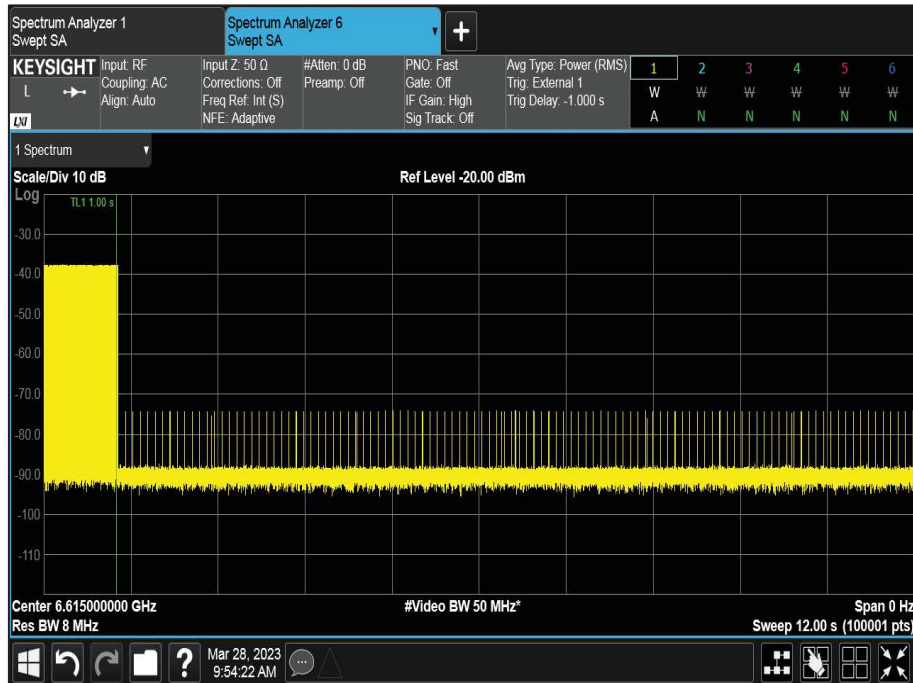 Spectrum Analyzer 1
Swept SA
Spectrum Analyzer 6
Swept SA
+
KEYSIGHT
L
LXI
Input: RF
Coupling: AC
Align: Auto
Input Z: 50 Ω
Corrections: Off
Freq Ref: Int (S)
NFE: Adaptive
#Atten: 0 dB
Preamp: Off
PNO: Fast
Gate: Off
IF Gain: High
Sig Track: Off
Avg Type: Power (RMS)
Trig: External 1
Trig Delay: -1.000 s
1 2 3 4 5 6
W W W W W W
A N N N N N
1 Spectrum
Scale/Div 10 dB
Ref Level -20.00 dBm
Log
TL1 1.00 s
-30.0
-40.0
-50.0
-60.0
-70.0
-80.0
-90.0
-100
-110
Center 6.615000000 GHz
#Video BW 50 MHz*
Span 0 Hz
Res BW 8 MHz
Sweep 12.00 s (100001 pts)
?
Mar 28, 2023
9:54:22 AM